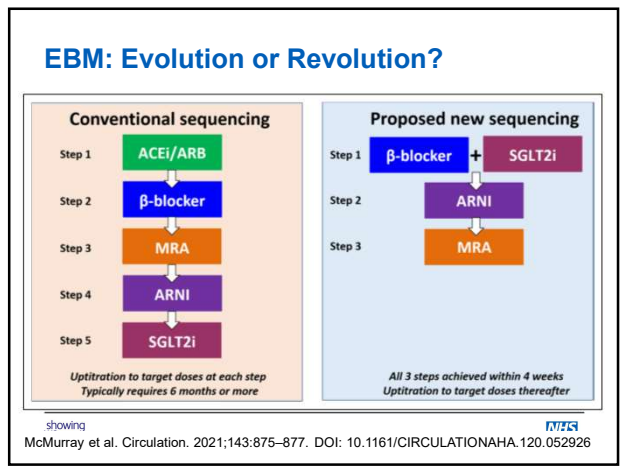 EBM: Evolution or Revolution?
Conventional sequencing
Step 1 ACEi/ARB
Step 2 β-blocker
Step 3 MRA
Step 4 ARNI
Step 5 SGLT2i
Uptitration to target doses at each step
Typically requires 6 months or more
Proposed new sequencing
Step 1 β-blocker + SGLT2i
Step 2 ARNI
Step 3 MRA
All 3 steps achieved within 4 weeks
Uptitration to target doses thereafter
showing
NHS
McMurray et al. Circulation. 2021;143:875–877. DOI: 10.1161/CIRCULATIONAHA.120.052926